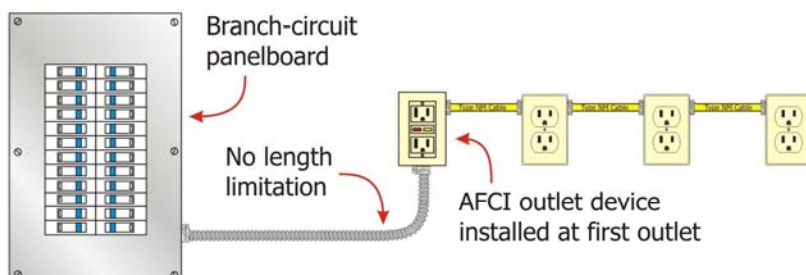 Branch-circuit
panelboard
Type NM Cable
Type NM Cable
Type NM Cable
No length
limitation
AFCI outlet device
installed at first outlet